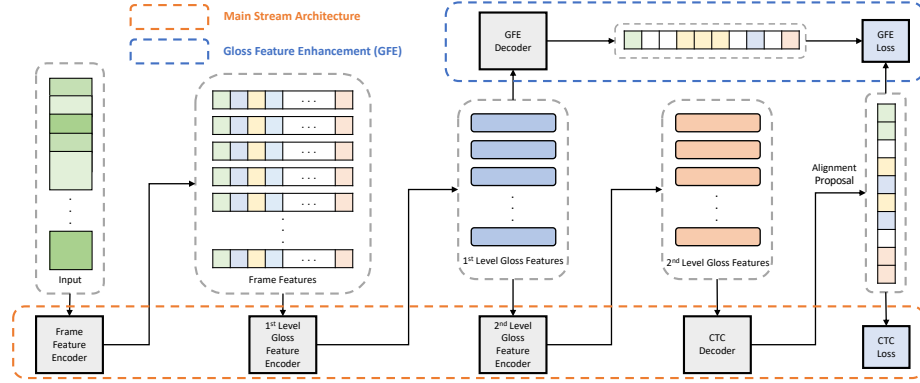 Main Stream Architecture
Gloss Feature Enhancement (GFE)
GFE
Decoder
GFE
Loss
Alignment
Proposal
Input
Frame Features
1st Level Gloss Features
2nd Level Gloss Features
Frame
Feature
Encoder
1st Level
Gloss
Feature
Encoder
2nd Level
Gloss
Feature
Encoder
CTC
Decoder
CTC
Loss